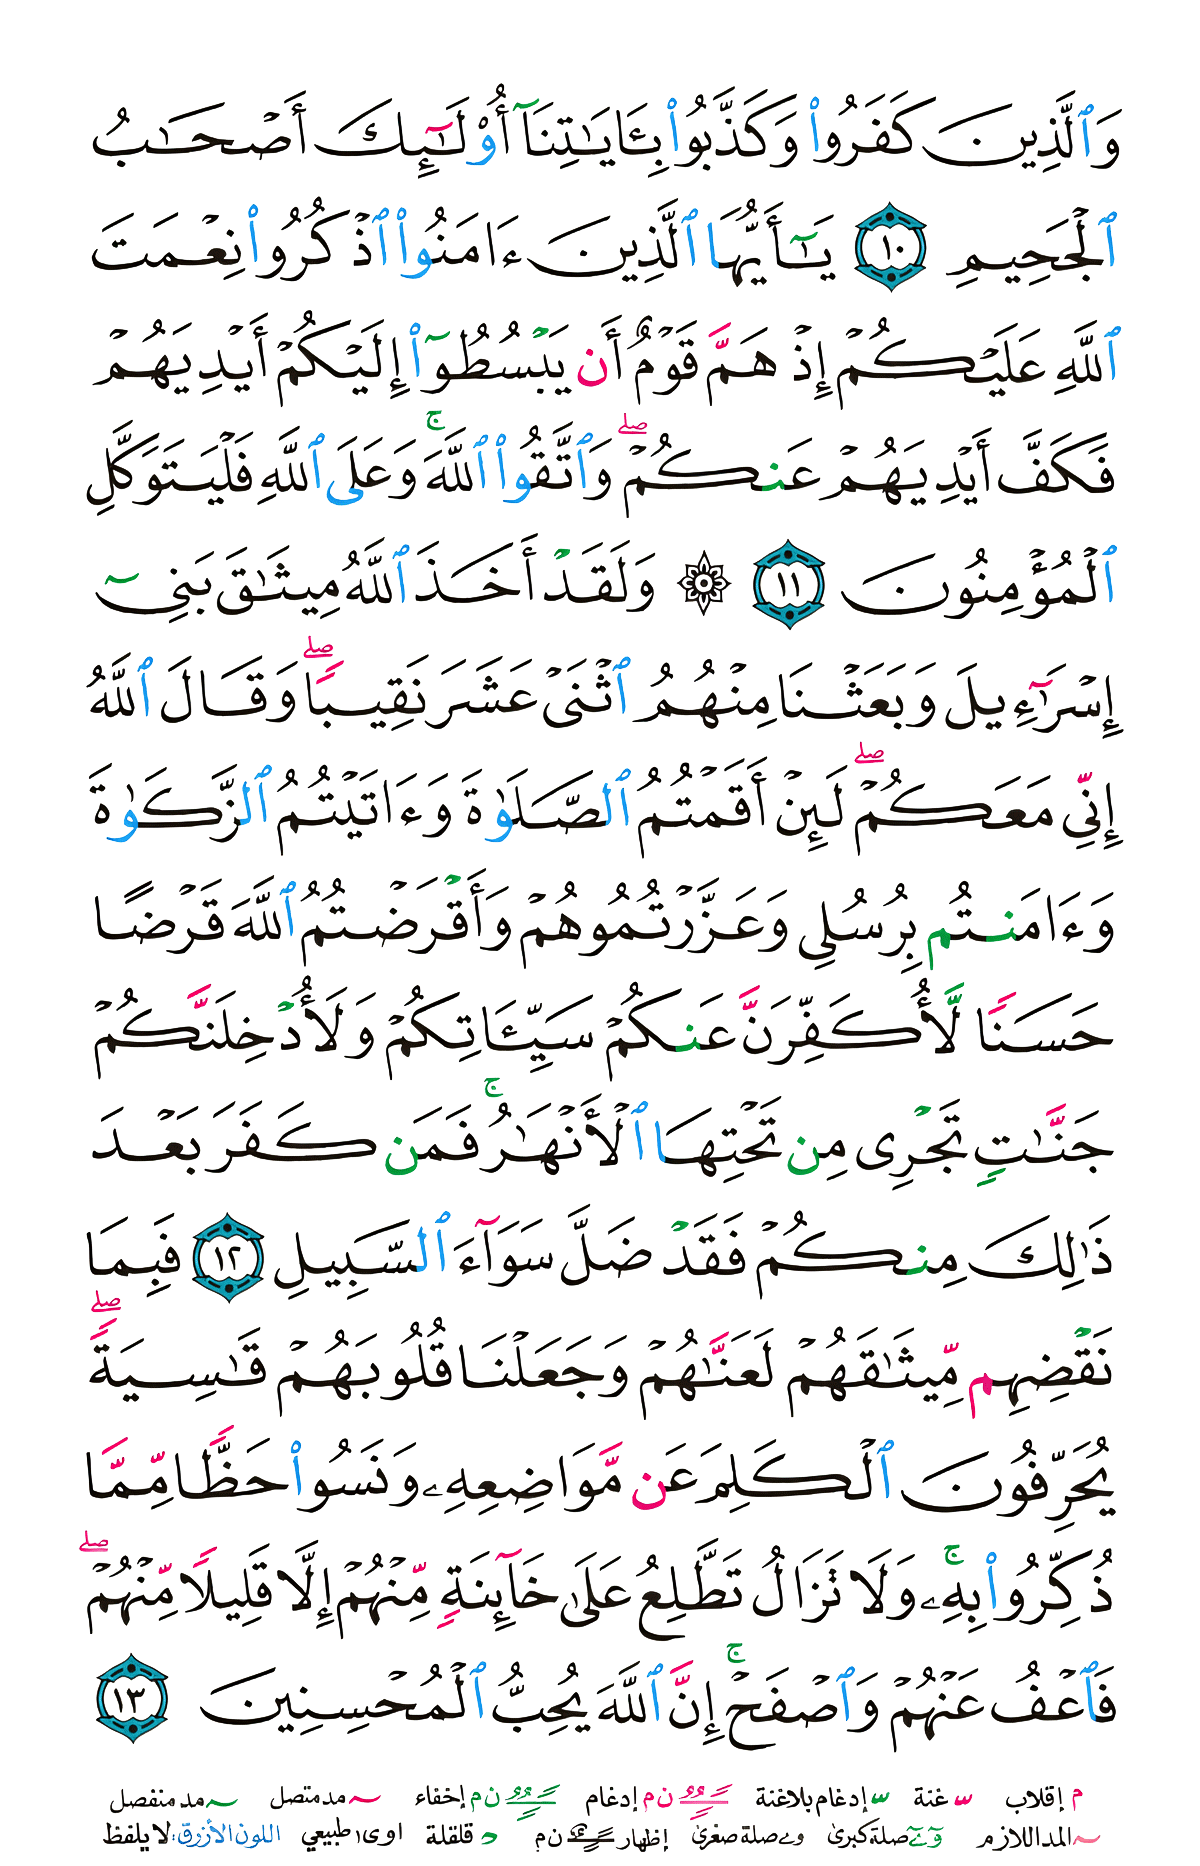 وَٱلَّذِينَ كَفَرُوا۟ وَكَذَّبُوا۟ بِـَٔايَـٰتِنَآ أُو۟لَـٰٓئِكَ أَصْحَـٰبُ
ٱلْجَحِيمِ ١٠ يَـٰٓأَيُّهَا ٱلَّذِينَ ءَامَنُوا۟ ٱذْكُرُوا۟ نِعْمَتَ
ٱللَّهِ عَلَيْكُمْ إِذْ هَمَّ قَوْمٌ أَن يَبْسُطُوٓا۟ إِلَيْكُمْ أَيْدِيَهُمْ
فَكَفَّ أَيْدِيَهُمْ عَنكُمْ ۖ وَٱتَّقُوا۟ ٱللَّهَ ۚ وَعَلَى ٱللَّهِ فَلْيَتَوَكَّلِ
ٱلْمُؤْمِنُونَ ١١ ۞ وَلَقَدْ أَخَذَ ٱللَّهُ مِيثَـٰقَ بَنِىٓ
إِسْرَٰٓءِيلَ وَبَعَثْنَا مِنْهُمُ ٱثْنَىْ عَشَرَ نَقِيبًا ۖ وَقَالَ ٱللَّهُ
إِنِّى مَعَكُمْ ۖ لَئِنْ أَقَمْتُمُ ٱلصَّلَوٰةَ وَءَاتَيْتُمُ ٱلزَّكَوٰةَ
وَءَامَنتُم بِرُسُلِى وَعَزَّرْتُمُوهُمْ وَأَقْرَضْتُمُ ٱللَّهَ قَرْضًا
حَسَنًا لَّأُكَفِّرَنَّ عَنكُمْ سَيِّـَٔاتِكُمْ وَلَأُدْخِلَنَّكُمْ
جَنَّـٰتٍ تَجْرِى مِن تَحْتِهَا ٱلْأَنْهَـٰرُ ۚ فَمَن كَفَرَ بَعْدَ
ذَٰلِكَ مِنكُمْ فَقَدْ ضَلَّ سَوَآءَ ٱلسَّبِيلِ ١٢ فَبِمَا
نَقْضِهِم مِّيثَـٰقَهُمْ لَعَنَّـٰهُمْ وَجَعَلْنَا قُلُوبَهُمْ قَـٰسِيَةً ۖ
يُحَرِّفُونَ ٱلْكَلِمَ عَن مَّوَاضِعِهِۦ وَنَسُوا۟ حَظًّا مِّمَّا
ذُكِّرُوا۟ بِهِۦ ۚ وَلَا تَزَالُ تَطَّلِعُ عَلَىٰ خَآئِنَةٍ مِّنْهُمْ إِلَّا قَلِيلًا مِّنْهُمْ ۖ
فَٱعْفُ عَنْهُمْ وَٱصْفَحْ ۚ إِنَّ ٱللَّهَ يُحِبُّ ٱلْمُحْسِنِينَ ١٣
م إقلاب غنة إدغام بلاغنة ن م إدغام ن م إخفاء مد متصل مد منفصل
المد اللازم صلة كبرى و ے صلة صغرى إظهار ن م قلقلة ا و ى طبيعي اللون الأزرق: لا يلفظ